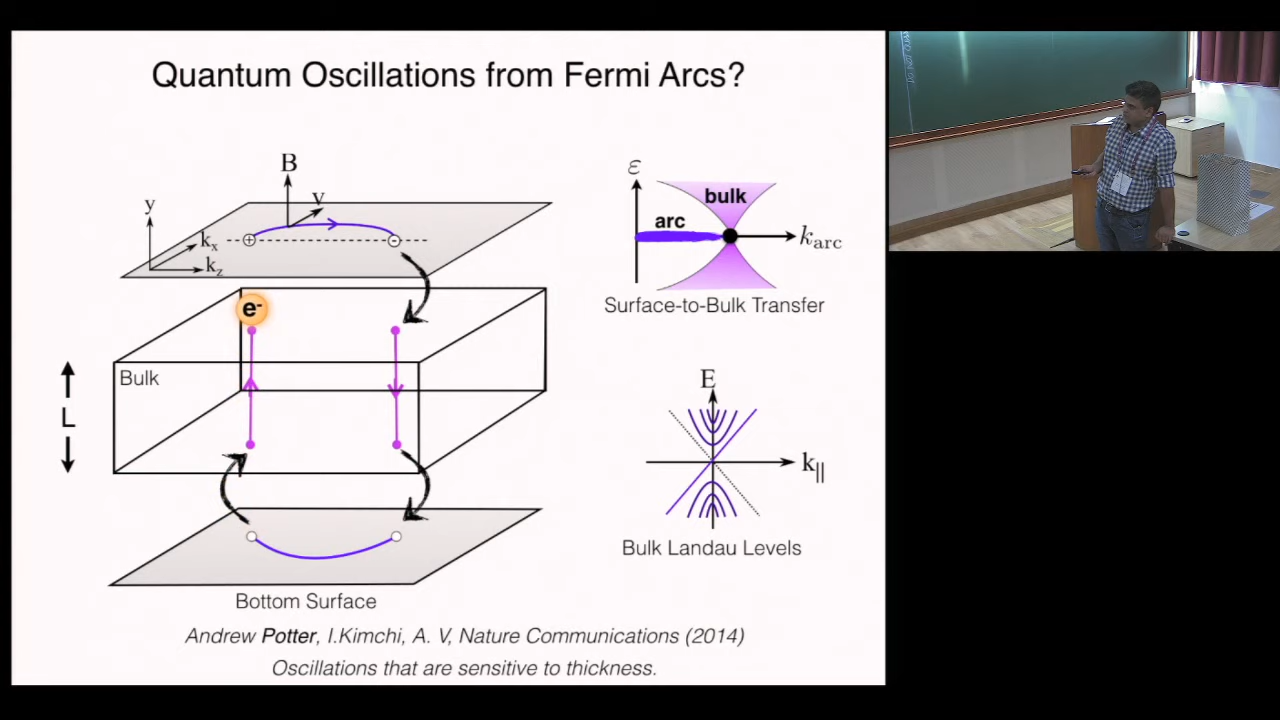 Quantum Oscillations from Fermi Arcs?
B
v
y
kx
kz
+
-
e-
Bulk
L
Bottom Surface
ε
bulk
arc
karc
Surface-to-Bulk Transfer
E
k||
Bulk Landau Levels
Andrew Potter, I.Kimchi, A. V, Nature Communications (2014)
Oscillations that are sensitive to thickness.